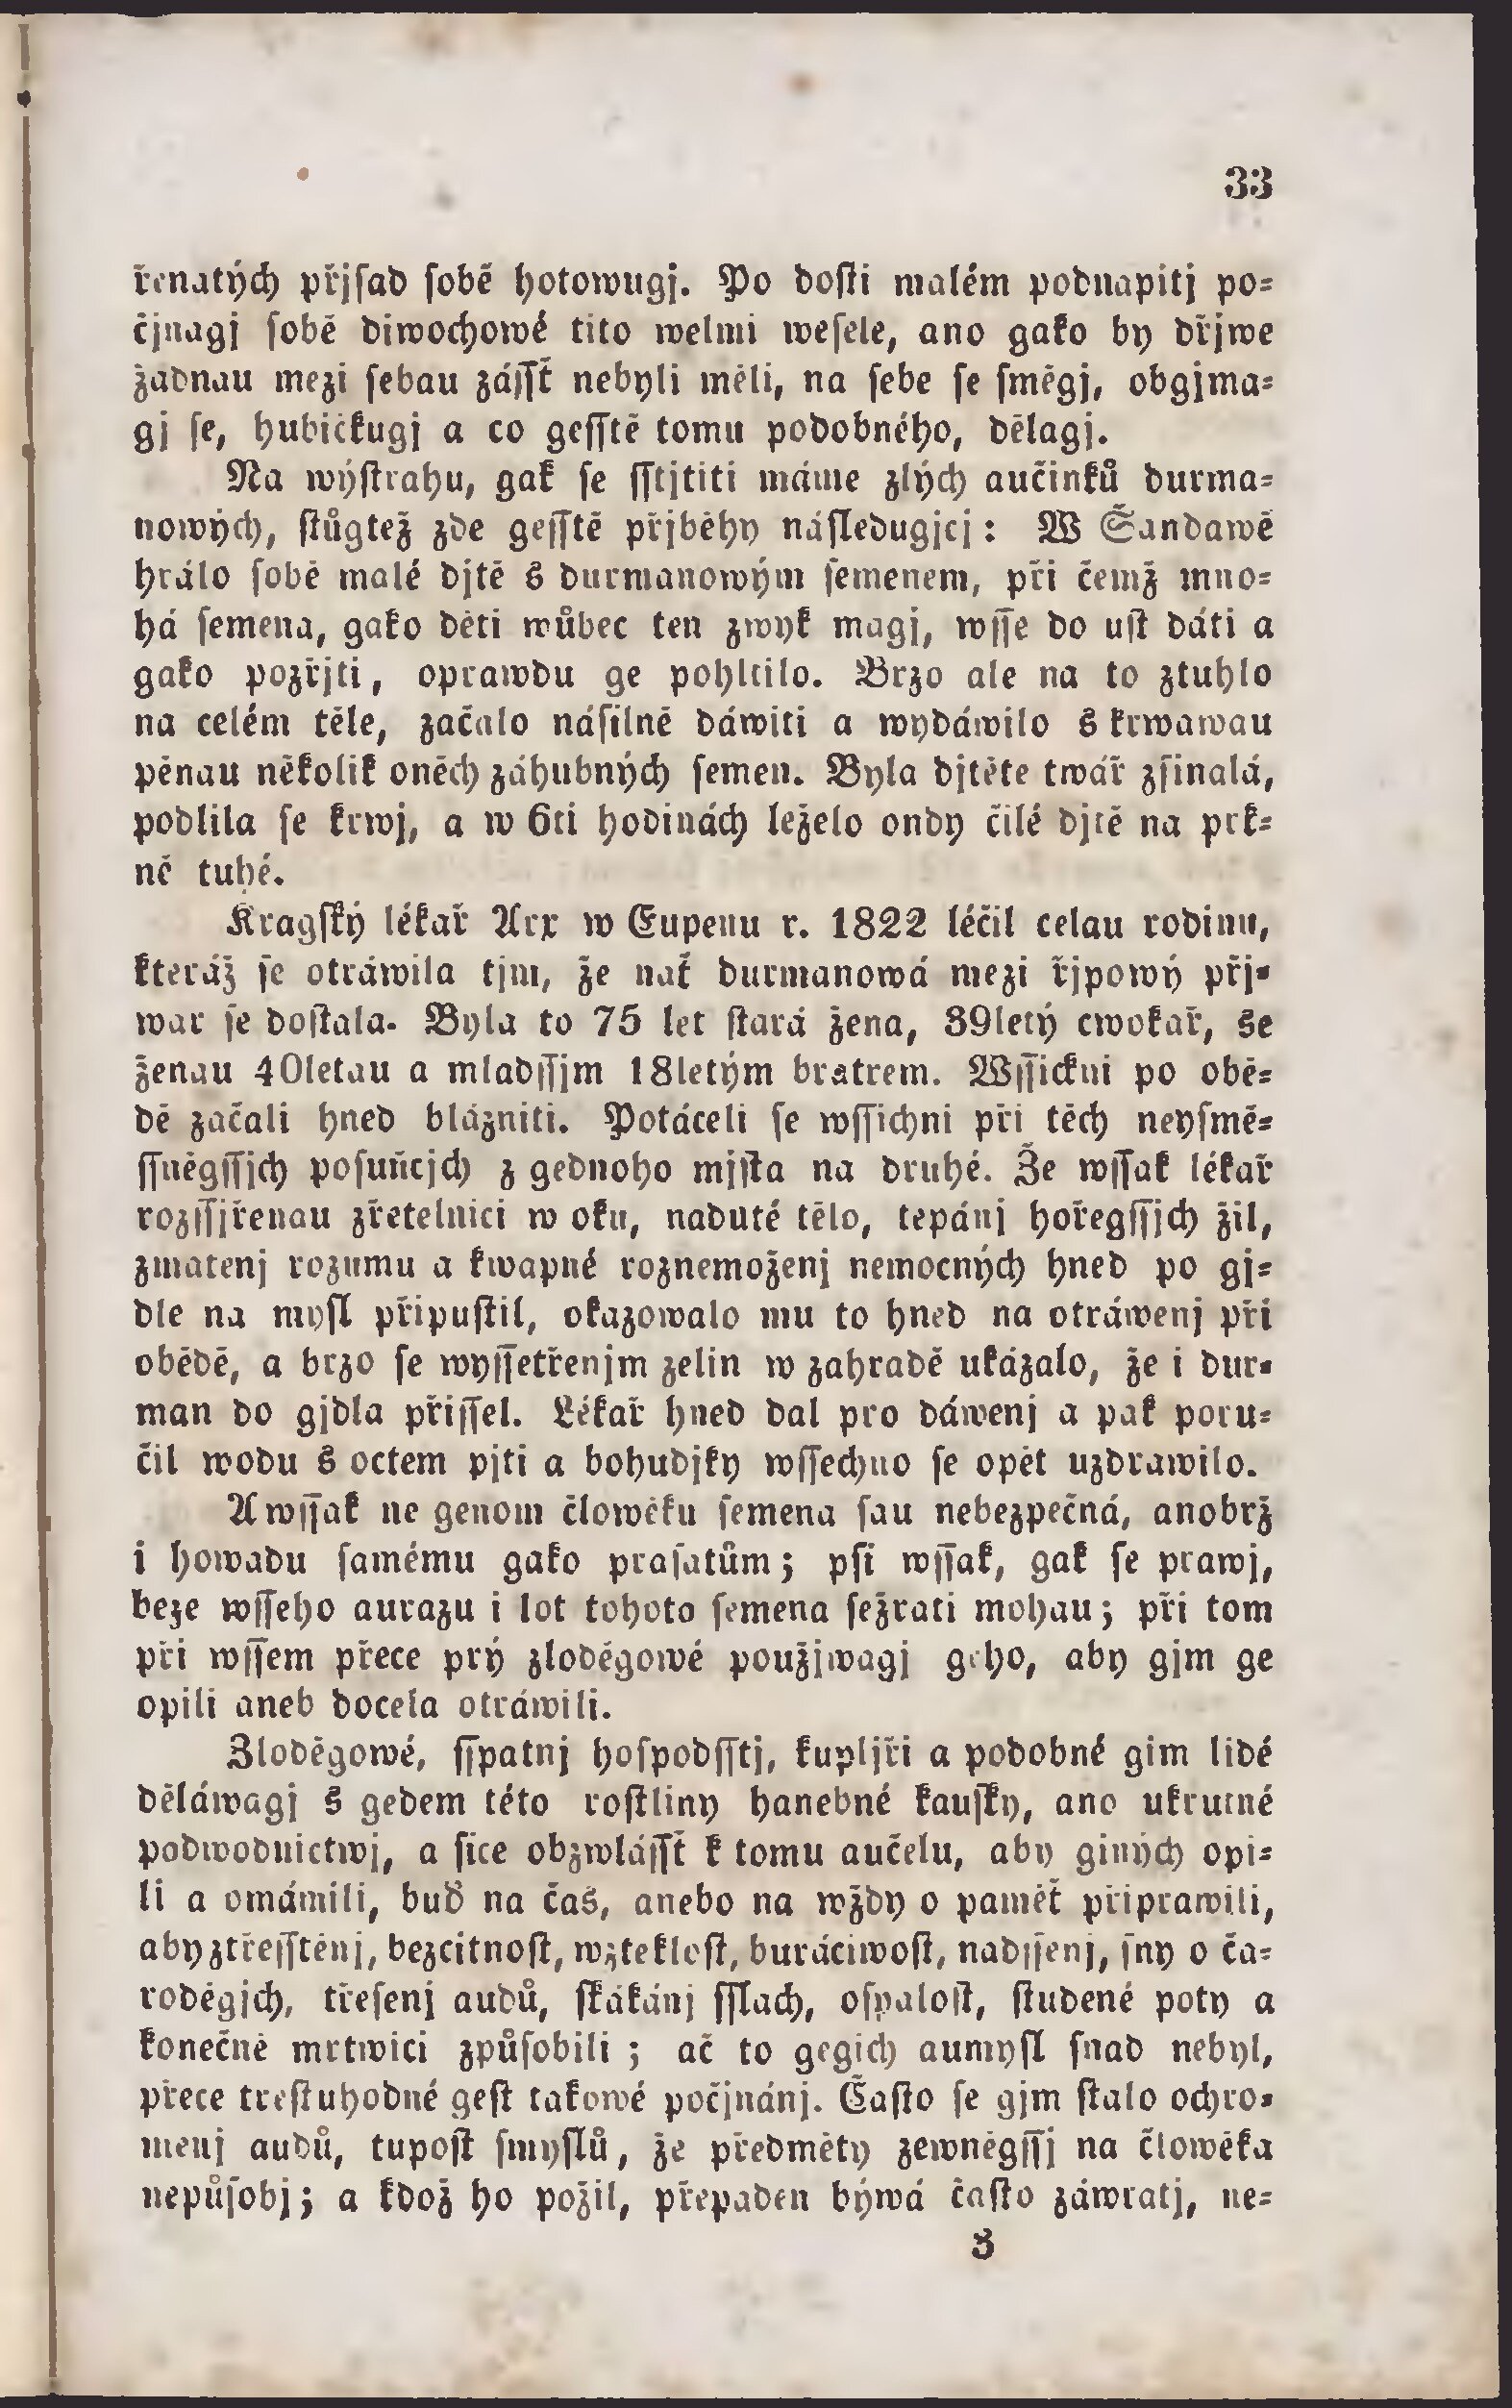 33
řenatých přjsad sobě hotowugj. Po dosti malém podnapitj po=
čjnagj sobě diwochowé tito welmi wesele, ano gako by dřjwe
žadnau mezi sebau zássť nebyli měli, na sebe se smegj, obgjma=
gj se, hubičkugj a co gesstě tomu podobného, dělagj.
Na wýstrahu, gak se sstjtiti máme zlých aučinků durma=
nowých, stůgtež zde gesstě přjběhy následugjcj: W Šandawě
hrálo sobě malé djtě s durmanowým semenem, při čemž mno=
há semena, gako děti wůbec ten zwyk magj, wsse do ust dáti a
gako pozřjti, oprawdu ge pohltilo. Brzo ale na to ztuhlo
na celém těle, začalo násilně dáwiti a wydáwilo s krwawau
pěnau několik oněch záhubných semen. Byla djtěte twář zsinalá,
podlila se krwj, a w 6ti hodinách leželo ondy čilé djtě na prk=
ně tuhé.
Kragský lékař Arx w Eupenu r. 1822 léčil celau rodinu,
kteráž se otráwila tjm, že nať durmanowá mezi řjpowý přj=
war se dostala. Byla to 75 let stará žena, 39letý cwokař, se
ženau 40letau a mladssjm 18letým bratrem. Wssickni po obě=
dě začali hned blázniti. Potáceli se wssichni při těch neysmě=
ssněgssjch posuňcjch z gednoho mjsta na druhé. Že wssak lékař
rozssjřenau zřetelnici w oku, naduté tělo, tepánj hořegssjch žil,
zmatenj rozumu a kwapné roznemoženj nemocných hned po gj=
dle na mysl připustil, okazowalo mu to hned na otráwenj při
obědě, a brzo se wyssetřenjm zelin w zahradě ukázalo, že i dur=
man do gjdla přissel. Lékař hned dal pro dáwenj a pak poru=
čil wodu s octem pjti a bohudjky wssechno se opět uzdrawilo.
Awssak ne genom člowěku semena sau nebezpečná, anobrž
i howadu samému gako prasatům; psi wssak, gak se prawj,
beze wsseho aurazu i lot tohoto semena sežrati mohau; při tom
při wssem přece prý zloděgowé použjwagj geho, aby gjm ge
opili aneb docela otráwili.
Zloděgowé, sspatnj hospodsstj, kupljři a podobné gim lidé
děláwagj s gedem této rostliny hanebné kausky, ano ukrutné
podwodnictwj, a sice obzwlássť k tomu aučelu, aby giných opi=
li a omámili, buď na čas, anebo na wždy o paměť připrawili,
aby ztřesstěnj, bezcitnost, wzteklost, buráciwost, nadssenj, sny o ča=
roděgjch, třesenj audů, skákánj sslach, ospalost, studené poty a
konečně mrtwici způsobili; ač to gegich aumysl snad nebyl,
přece trestuhodné gest takowé počjnánj. Často se gjm stalo ochro=
menj audů, tupost smyslů, že předměty zewněgssj na člowěka
nepůsobj; a kdož ho požil, přepaden býwá často záwratj, ne=
3